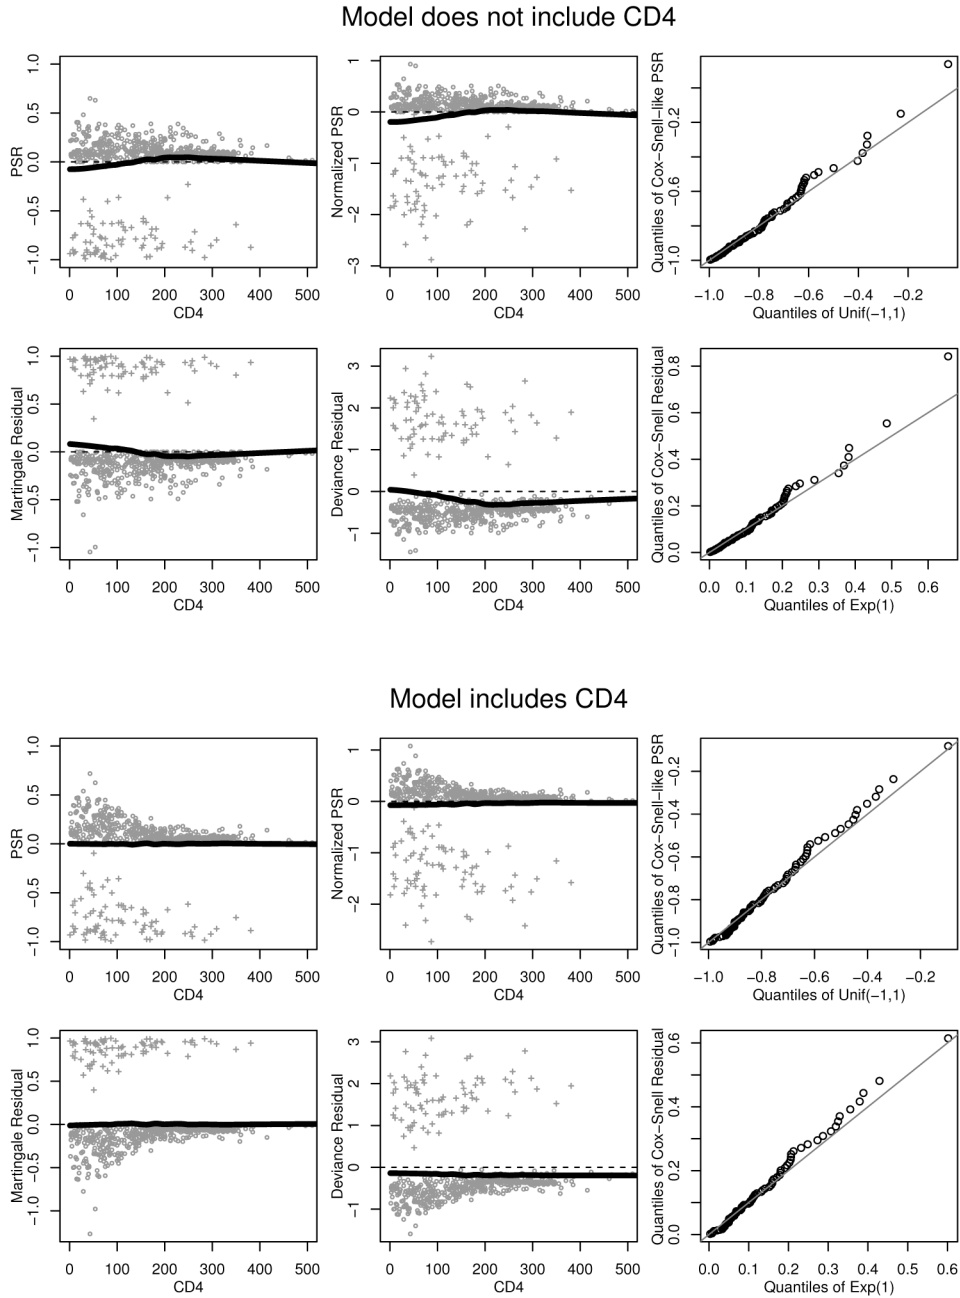 Model does not include CD4
PSR
−1.0 −0.5 0.0 0.5 1.0
0 100 200 300 400 500
CD4
Normalized PSR
−3 −2 −1 0 1
0 100 200 300 400 500
CD4
Quantiles of Cox−Snell−like PSR
−1.0 −0.6 −0.2
−1.0 −0.8 −0.6 −0.4 −0.2
Quantiles of Unif(−1,1)
Martingale Residual
−1.0 −0.5 0.0 0.5 1.0
0 100 200 300 400 500
CD4
Deviance Residual
−1 0 1 2 3
0 100 200 300 400 500
CD4
Quantiles of Cox−Snell Residual
0.0 0.2 0.4 0.6 0.8
0.0 0.1 0.2 0.3 0.4 0.5 0.6
Quantiles of Exp(1)
Model includes CD4
PSR
−1.0 −0.5 0.0 0.5 1.0
0 100 200 300 400 500
CD4
Normalized PSR
−2 −1 0 1
0 100 200 300 400 500
CD4
Quantiles of Cox−Snell−like PSR
−1.0 −0.8 −0.6 −0.4 −0.2
−1.0 −0.8 −0.6 −0.4 −0.2
Quantiles of Unif(−1,1)
Martingale Residual
−1.0 −0.5 0.0 0.5 1.0
0 100 200 300 400 500
CD4
Deviance Residual
−1 0 1 2 3
0 100 200 300 400 500
CD4
Quantiles of Cox−Snell Residual
0.0 0.2 0.4 0.6
0.0 0.1 0.2 0.3 0.4 0.5 0.6
Quantiles of Exp(1)